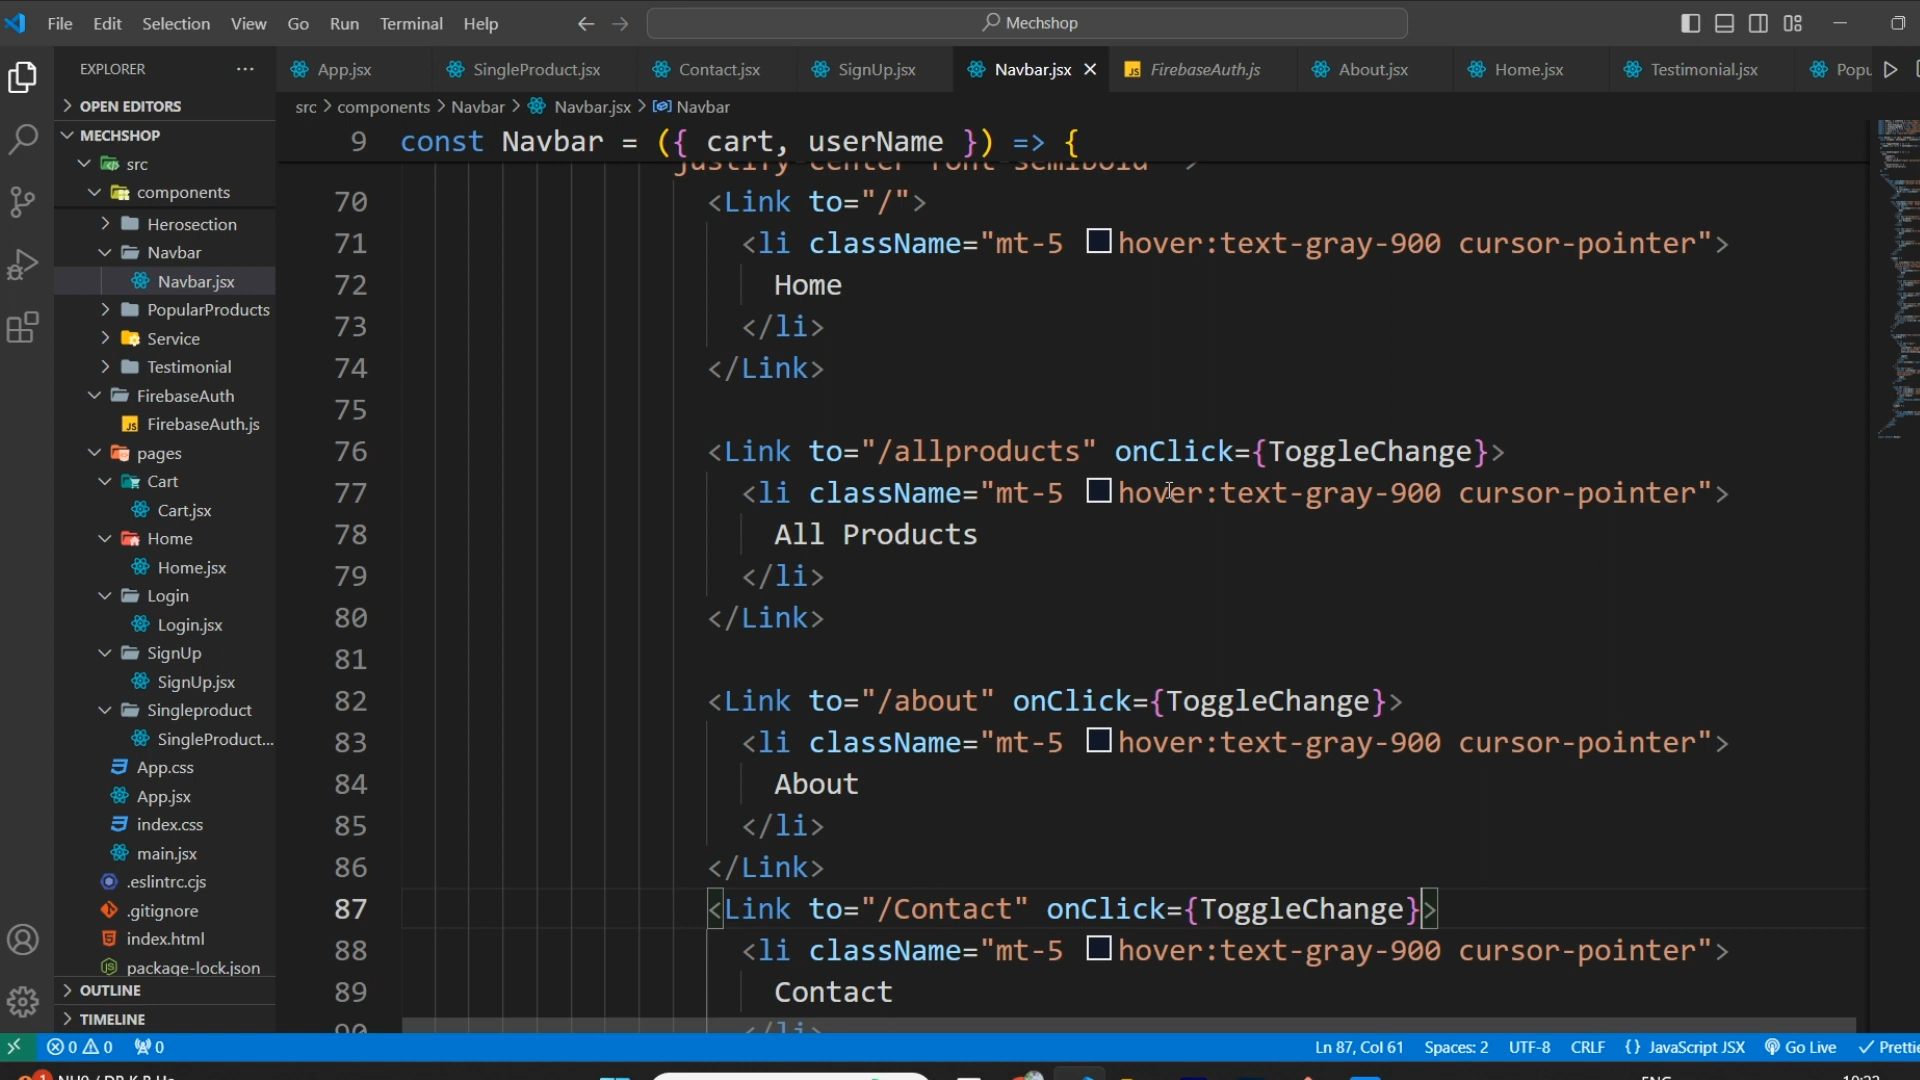 File Edit Selection View Go Run Terminal Help
Mechshop
EXPLORER
App.jsx
SingleProduct.jsx
Contact.jsx
SignUp.jsx
Navbar.jsx
FirebaseAuth.js
About.jsx
Home.jsx
Testimonial.jsx
Popu
OPEN EDITORS
MECHSHOP
src
components
Herosection
Navbar
Navbar.jsx
PopularProducts
Service
Testimonial
FirebaseAuth
FirebaseAuth.js
pages
Cart
Cart.jsx
Home
Home.jsx
Login
Login.jsx
SignUp
SignUp.jsx
Singleproduct
SingleProduct...
App.css
App.jsx
index.css
main.jsx
.eslintrc.cjs
.gitignore
index.html
package-lock.json
OUTLINE
TIMELINE
src > components > Navbar > Navbar.jsx > Navbar
9 const Navbar = ({ cart, userName }) => {
justify-center font-semibold ">
70 <Link to="/">
71 <li className="mt-5 hover:text-gray-900 cursor-pointer">
72 Home
73 </li>
74 </Link>
75
76 <Link to="/allproducts" onClick={ToggleChange}>
77 <li className="mt-5 hover:text-gray-900 cursor-pointer">
78 All Products
79 </li>
80 </Link>
81
82 <Link to="/about" onClick={ToggleChange}>
83 <li className="mt-5 hover:text-gray-900 cursor-pointer">
84 About
85 </li>
86 </Link>
87 <Link to="/Contact" onClick={ToggleChange}>
88 <li className="mt-5 hover:text-gray-900 cursor-pointer">
89 Contact
90 </li>
0 0 0
Ln 87, Col 61 Spaces: 2 UTF-8 CRLF {} JavaScript JSX Go Live Prettie